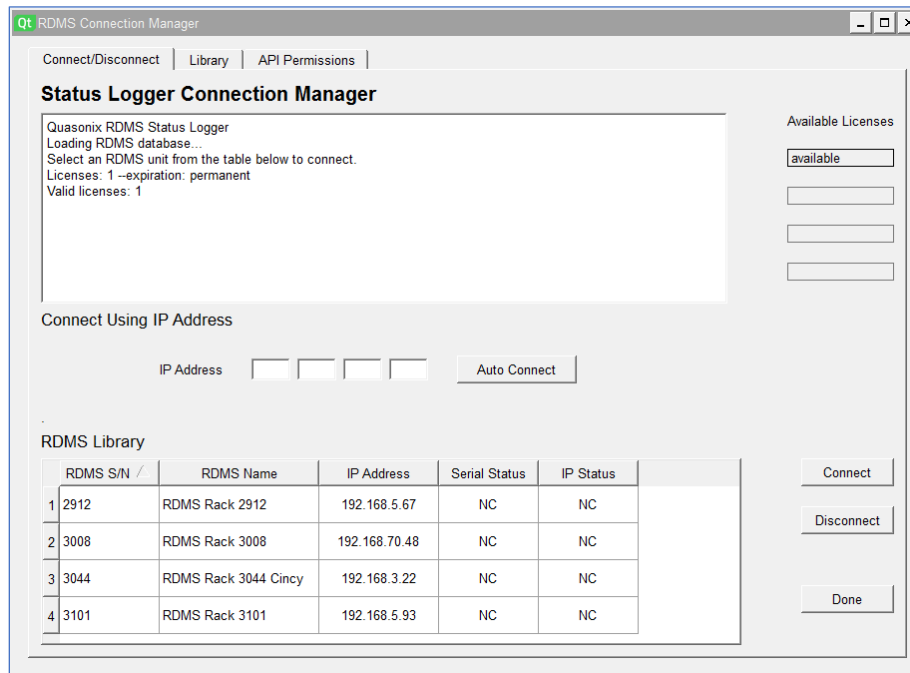 Qt RDMS Connection Manager
Connect/Disconnect Library API Permissions
Status Logger Connection Manager
Quasonix RDMS Status Logger
Loading RDMS database...
Select an RDMS unit from the table below to connect.
Licenses: 1 --expiration: permanent
Valid licenses: 1
Available Licenses
available
Connect Using IP Address
IP Address Auto Connect
.
RDMS Library
RDMS S/N RDMS Name IP Address Serial Status IP Status
1 2912 RDMS Rack 2912 192.168.5.67 NC NC
2 3008 RDMS Rack 3008 192.168.70.48 NC NC
3 3044 RDMS Rack 3044 Cincy 192.168.3.22 NC NC
4 3101 RDMS Rack 3101 192.168.5.93 NC NC
Connect
Disconnect
Done